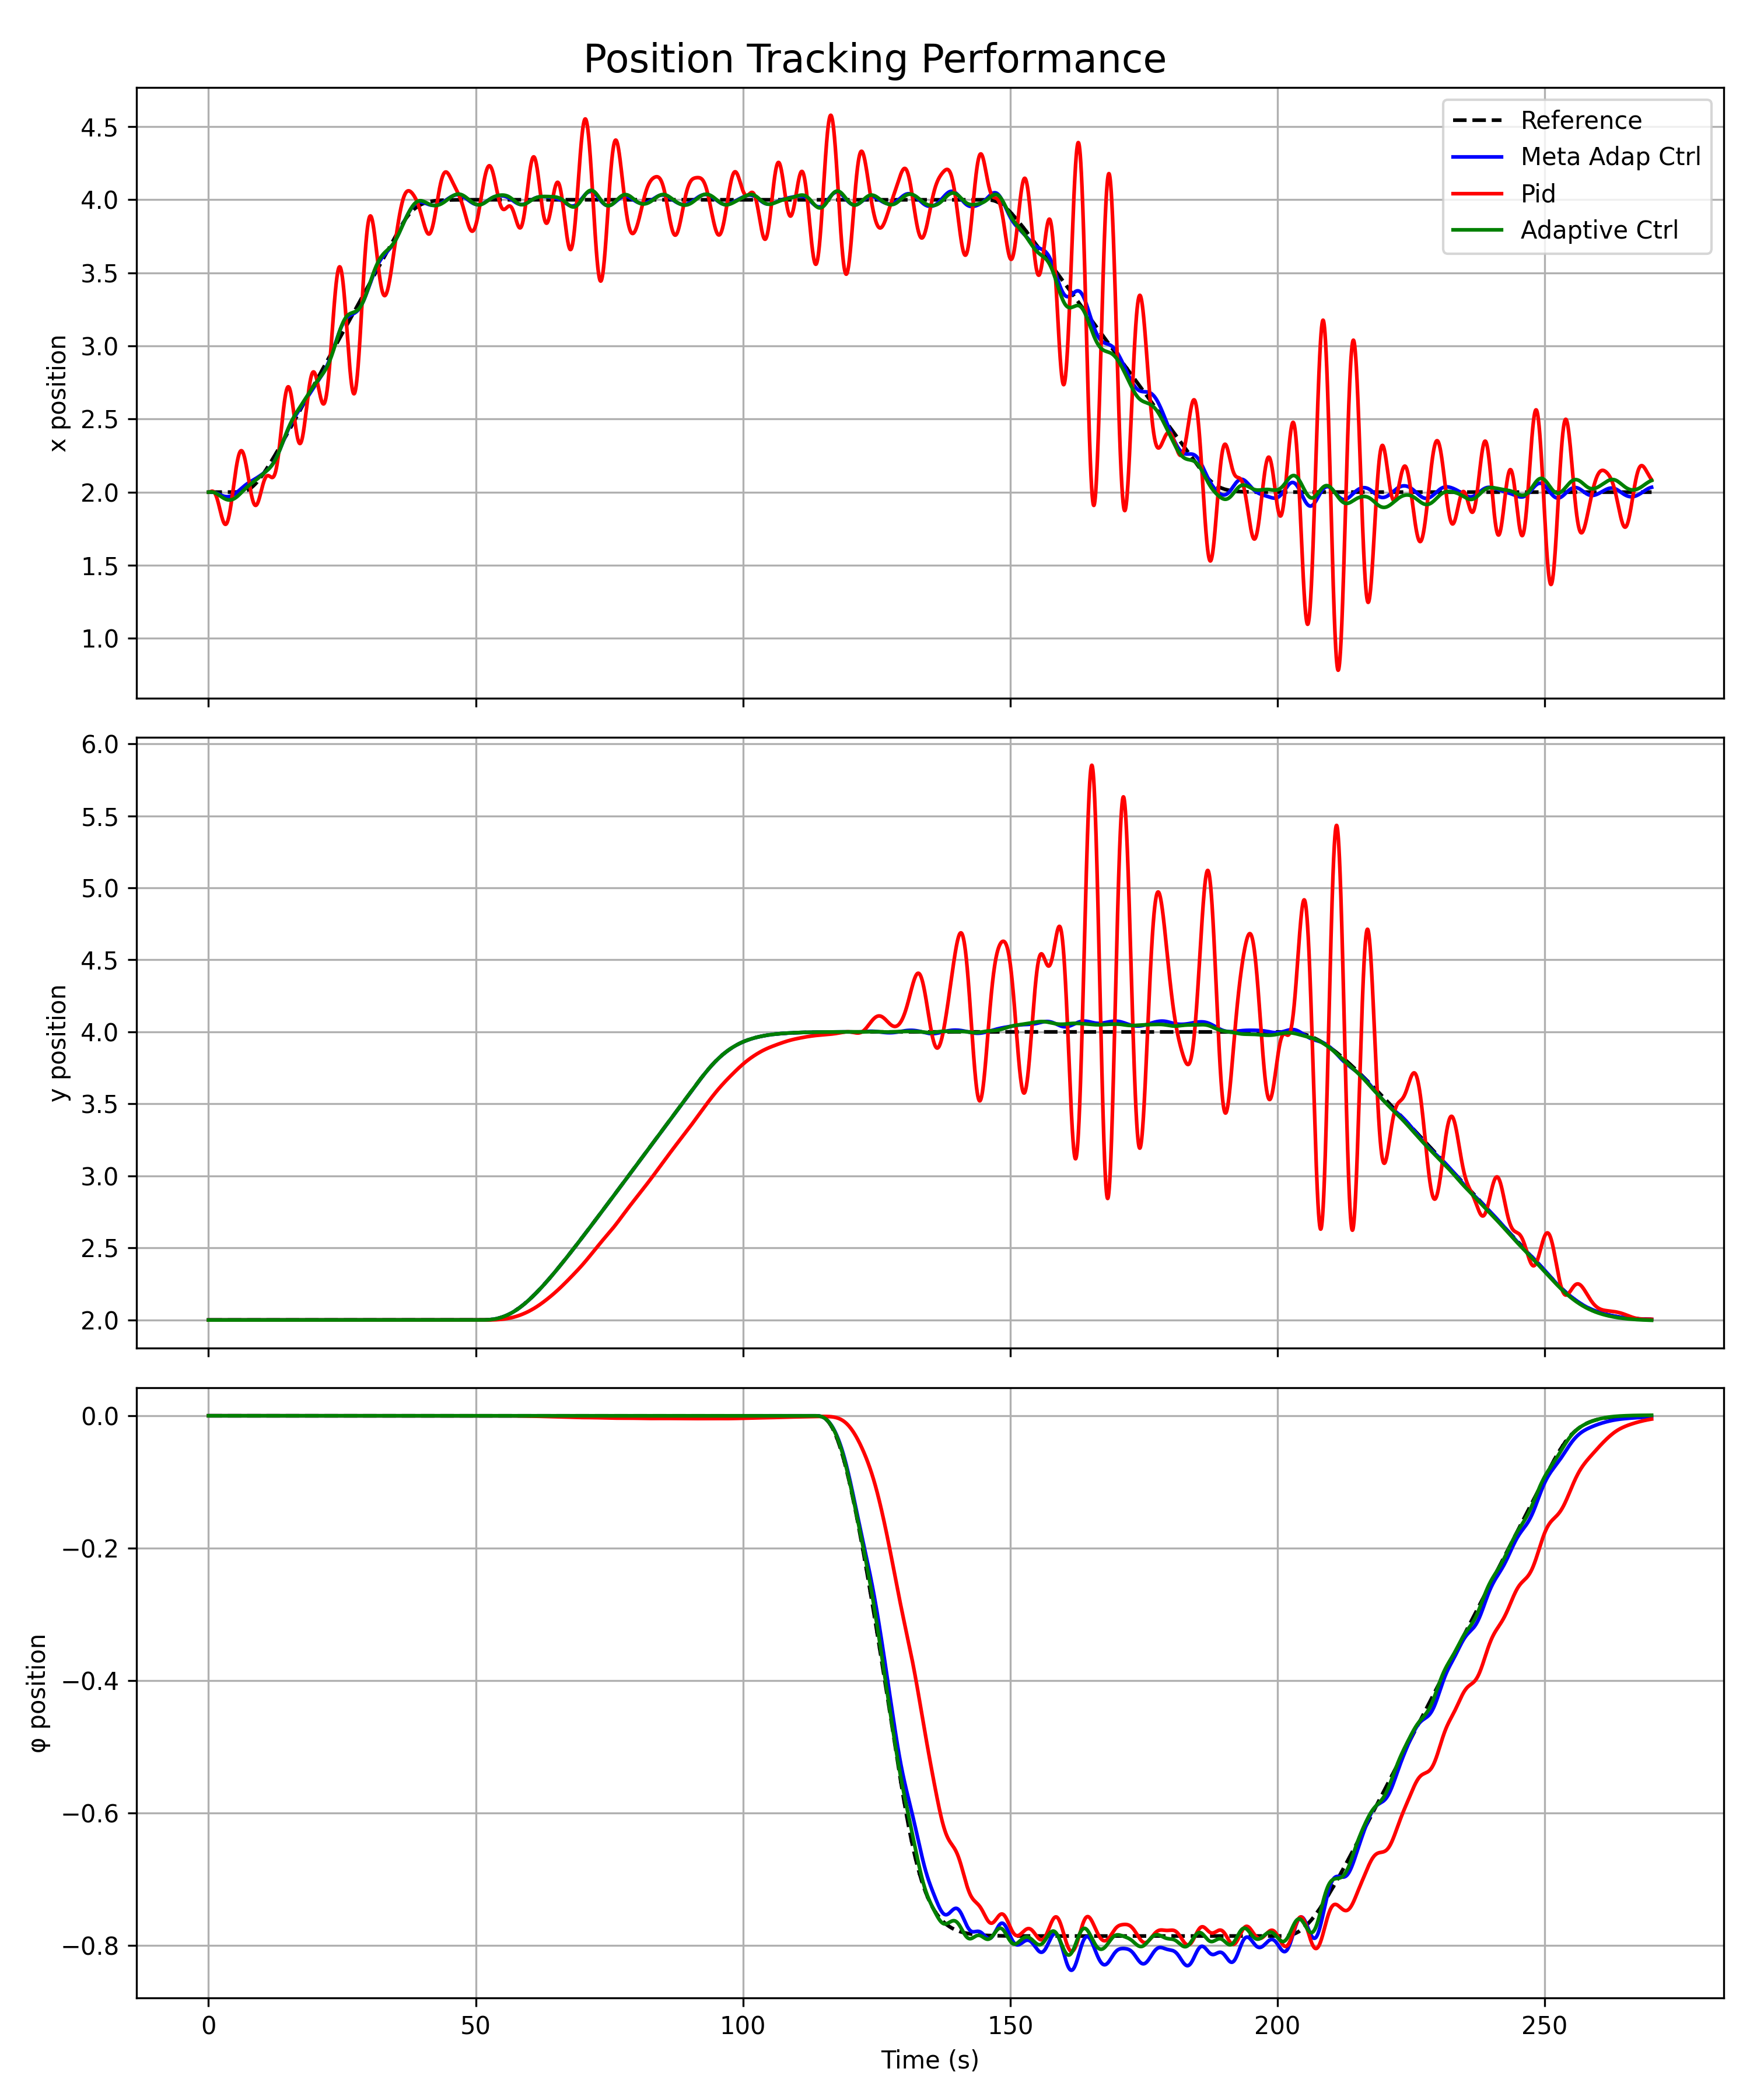 Position Tracking Performance
4.5
4.0
3.5
3.0
2.5
2.0
1.5
1.0
x position
Reference
Meta Adap Ctrl
Pid
Adaptive Ctrl
6.0
5.5
5.0
4.5
4.0
3.5
3.0
2.5
2.0
y position
0.0
−0.2
−0.4
−0.6
−0.8
φ position
0 50 100 150 200 250
Time (s)